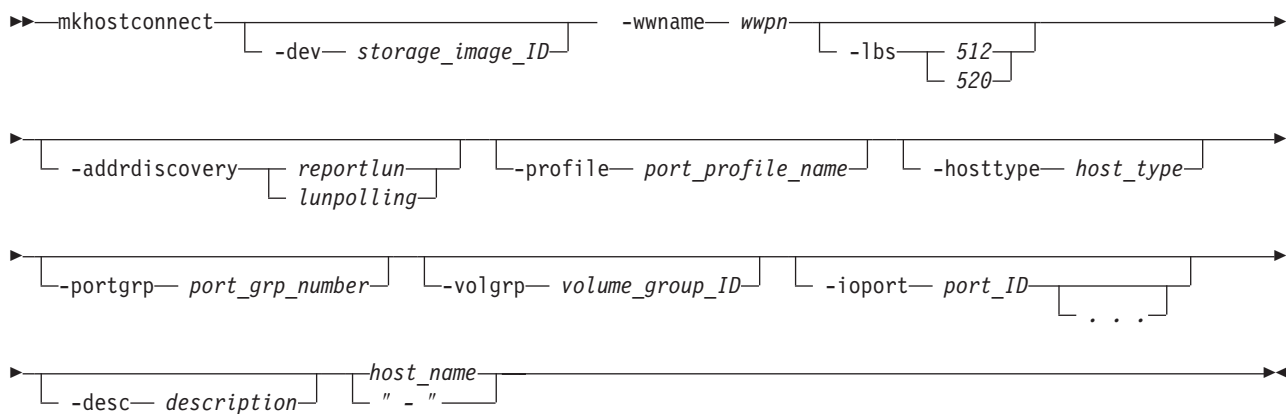 mkhostconnect -dev storage_image_ID -wwname wwpn -lbs 512
520
-addrdiscovery reportlun -profile port_profile_name -hosttype host_type
lunpolling
-portgrp port_grp_number -volgrp volume_group_ID -ioport port_ID
. . .
-desc description host_name
" - "